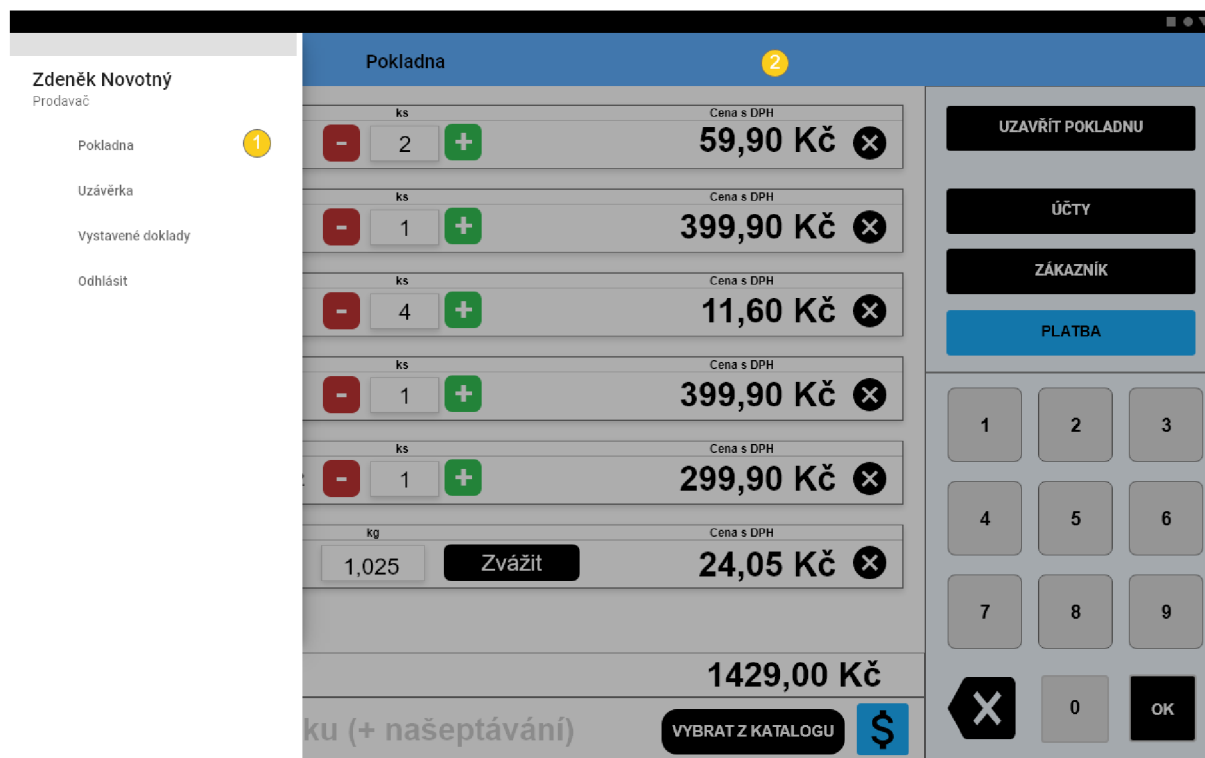 Pokladna
2
Zdeněk Novotný
Prodavač
Pokladna
1
Uzávěrka
Vystavené doklady
Odhlásit
ks
Cena s DPH
- 2 +
59,90 Kč
ks
Cena s DPH
- 1 +
399,90 Kč
ks
Cena s DPH
- 4 +
11,60 Kč
ks
Cena s DPH
- 1 +
399,90 Kč
ks
Cena s DPH
- 1 +
299,90 Kč
kg
Cena s DPH
1,025
Zvážit
24,05 Kč
1429,00 Kč
ku (+ našeptávání)
VYBRAT Z KATALOGU
$
UZAVŘÍT POKLADNU
ÚČTY
ZÁKAZNÍK
PLATBA
1 2 3
4 5 6
7 8 9
X 0 OK